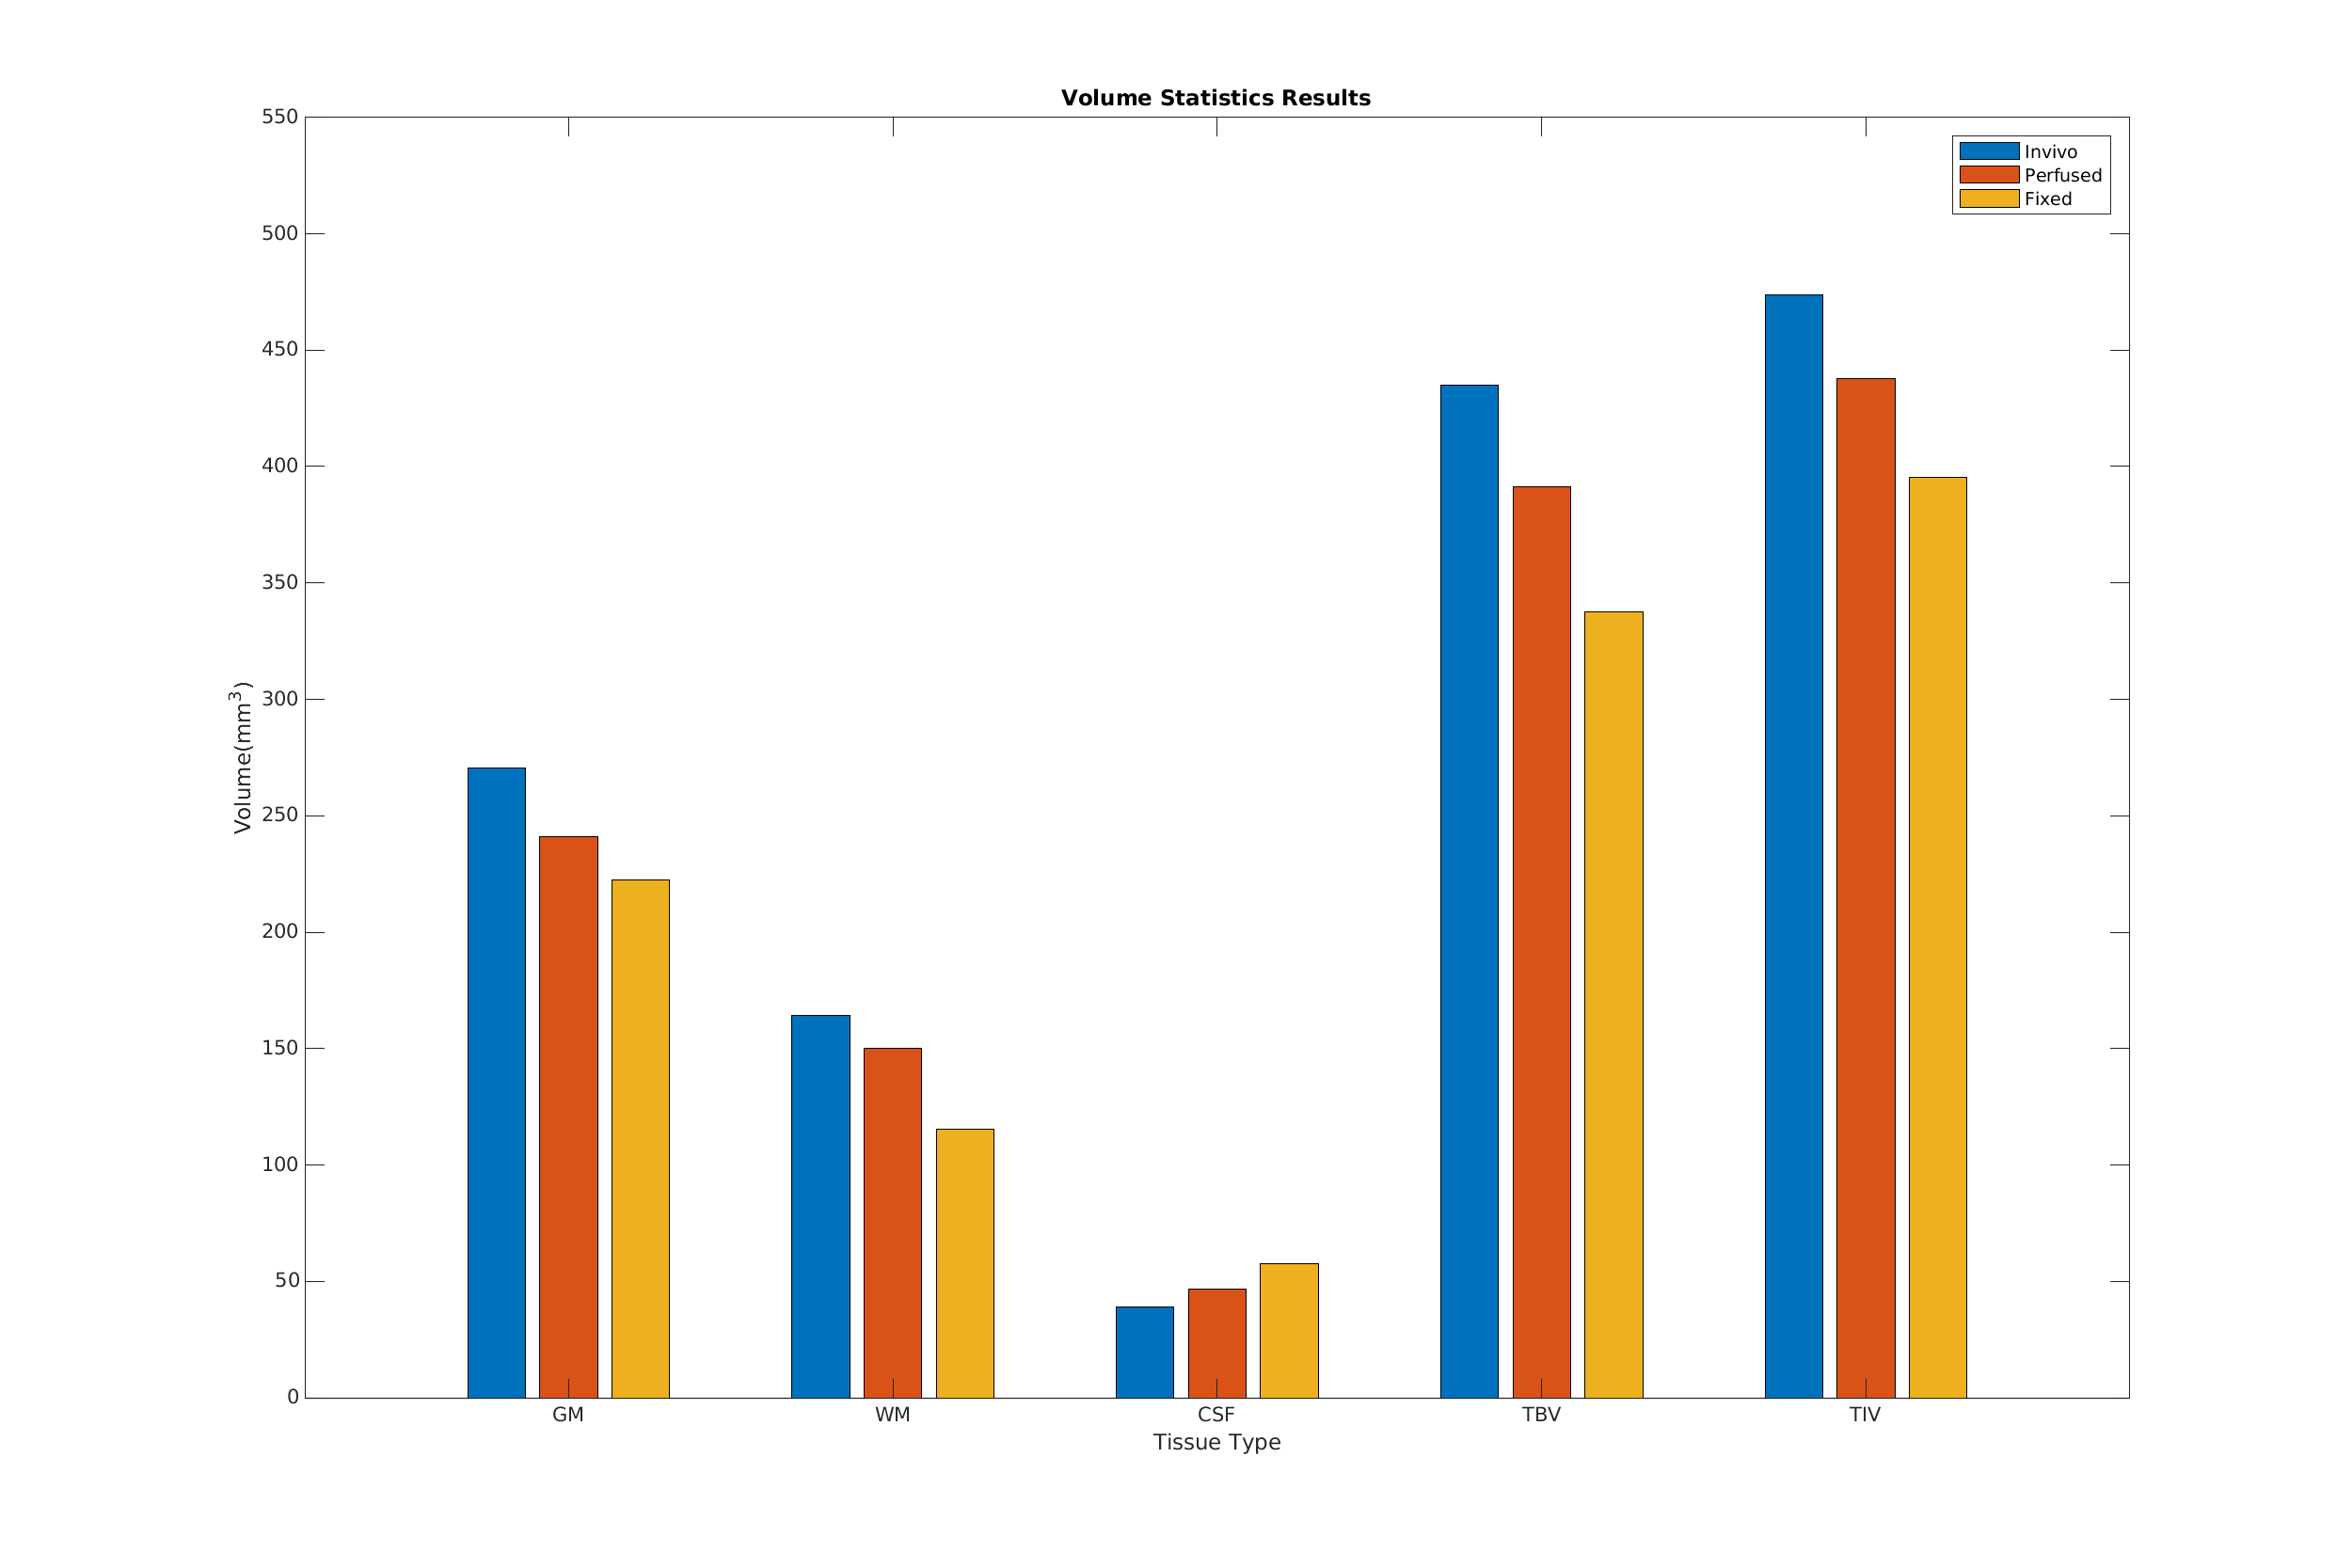 Volume Statistics Results
550
500
450
400
350
300
250
200
150
100
50
0
Volume(mm³)
Invivo
Perfused
Fixed
GM
WM
CSF
TBV
TIV
Tissue Type